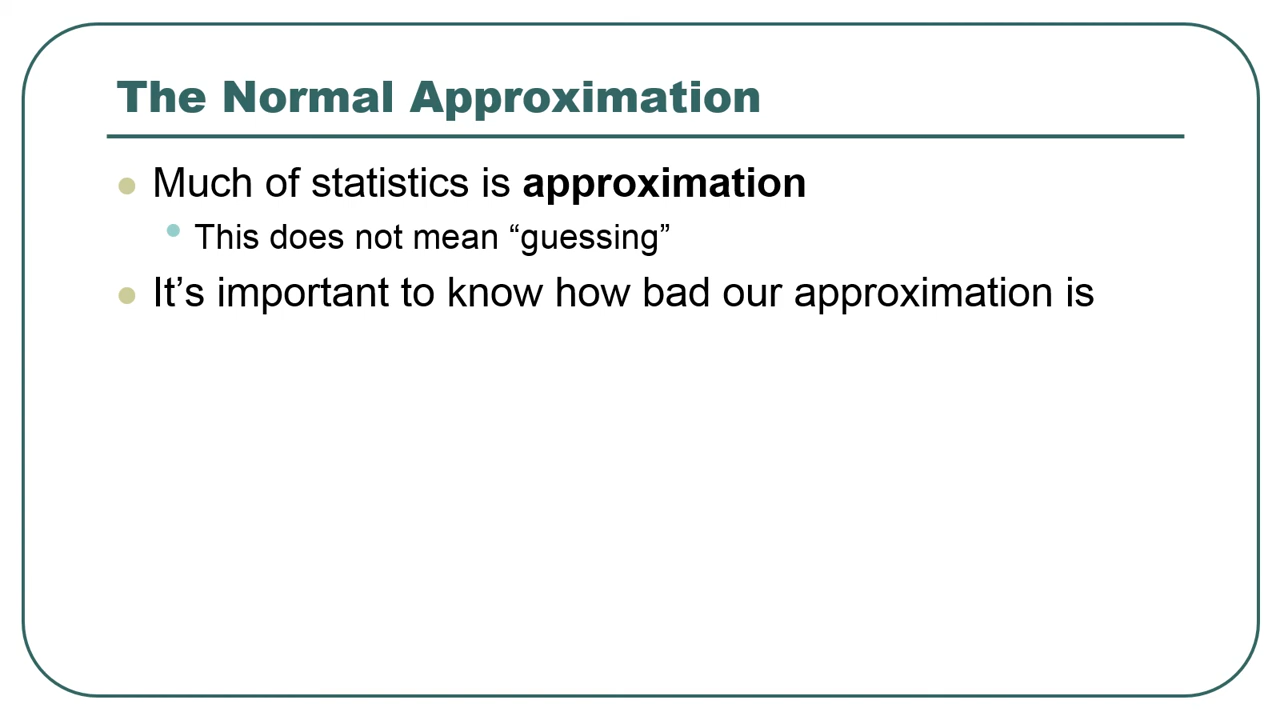 The Normal Approximation
Much of statistics is approximation
This does not mean “guessing”
It’s important to know how bad our approximation is